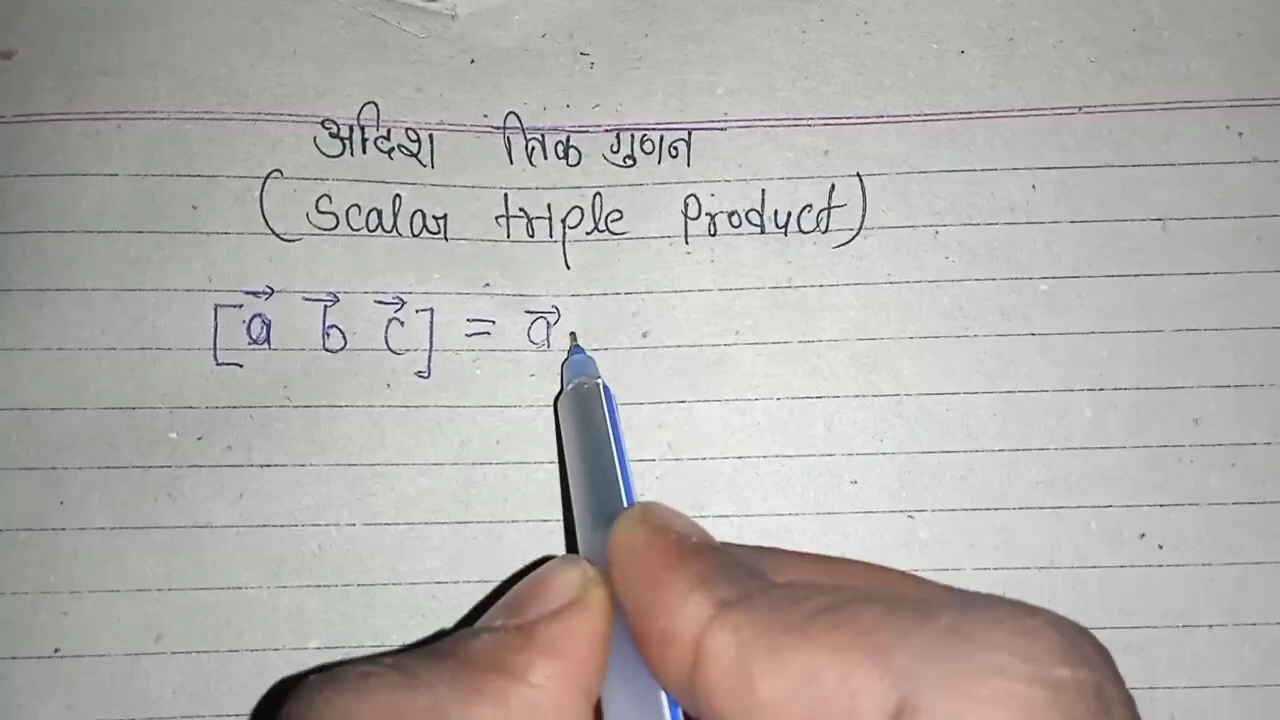 अदिश त्रिक गुणन
(Scalar triple Product)
[a⃗ b⃗ c⃗] = a⃗